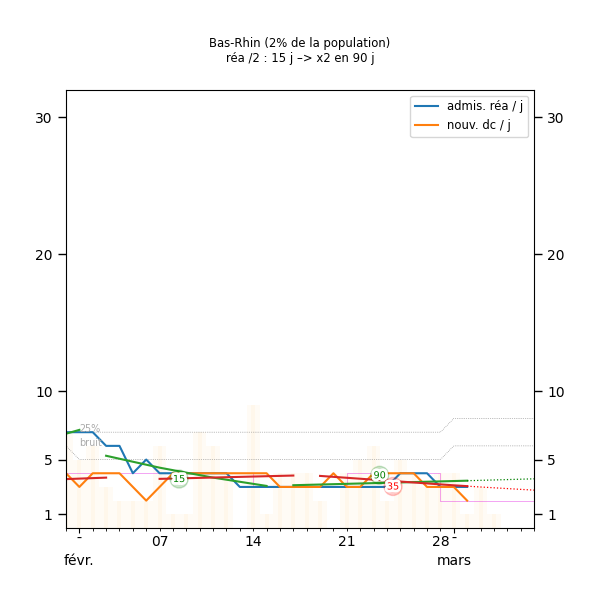 Bas-Rhin (2% de la population)
réa /2 : 15 j –> x2 en 90 j
admis. réa / j
nouv. dc / j
30
30
20
20
10
10
25%
bruit
5
5
15
90
35
1
1
07
14
21
28
févr.
mars